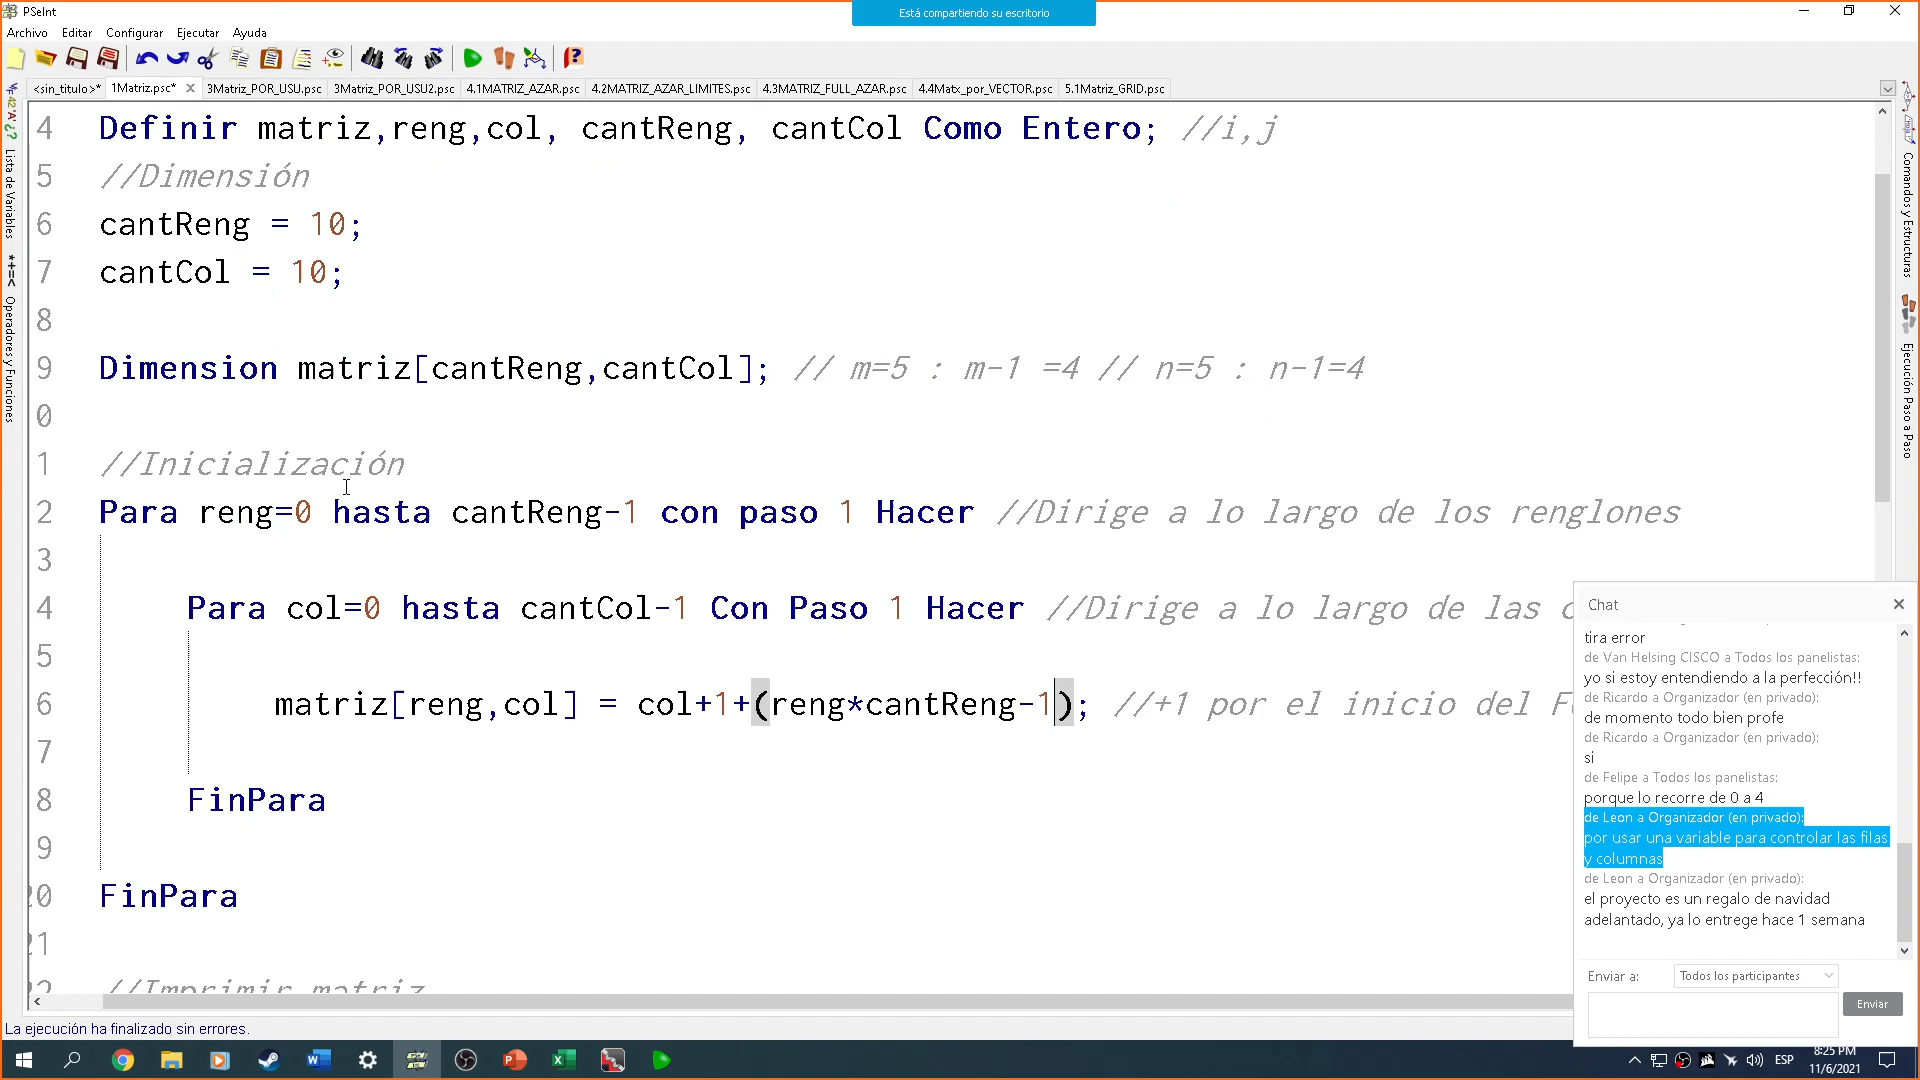 PSeInt
Está compartiendo su escritorio
Archivo Editar Configurar Ejecutar Ayuda
<sin_titulo>* 1Matriz.psc* 3Matriz_POR_USU.psc 3Matriz_POR_USU2.psc 4.1MATRIZ_AZAR.psc 4.2MATRIZ_AZAR_LIMITES.psc 4.3MATRIZ_FULL_AZAR.psc 4.4Matx_por_VECTOR.psc 5.1Matriz_GRID.psc
Lista de Variables
Operadores y Funciones
4 Definir matriz,reng,col, cantReng, cantCol Como Entero; //i,j
5 //Dimensión
6 cantReng = 10;
7 cantCol = 10;
8
9 Dimension matriz[cantReng,cantCol]; // m=5 : m-1 =4 // n=5 : n-1=4
0
1 //Inicialización
2 Para reng=0 hasta cantReng-1 con paso 1 Hacer //Dirige a lo largo de los renglones
3
4 Para col=0 hasta cantCol-1 Con Paso 1 Hacer //Dirige a lo largo de las c
5
6 matriz[reng,col] = col+1+(reng*cantReng-1); //+1 por el inicio del F
7
8 FinPara
9
20 FinPara
21
22 //Imprimir matriz
Comandos y Estructuras
Ejecución Paso a Paso
Chat
tira error
de Van Helsing CISCO a Todos los panelistas:
yo si estoy entendiendo a la perfección!!
de Ricardo a Organizador (en privado):
de momento todo bien profe
de Ricardo a Organizador (en privado):
si
de Felipe a Todos los panelistas:
porque lo recorre de 0 a 4
de Leon a Organizador (en privado):
por usar una variable para controlar las filas
y columnas
de Leon a Organizador (en privado):
el proyecto es un regalo de navidad
adelantado, ya lo entrege hace 1 semana
Enviar a: Todos los participantes
Enviar
La ejecución ha finalizado sin errores.
ESP
8:25 PM
11/6/2021